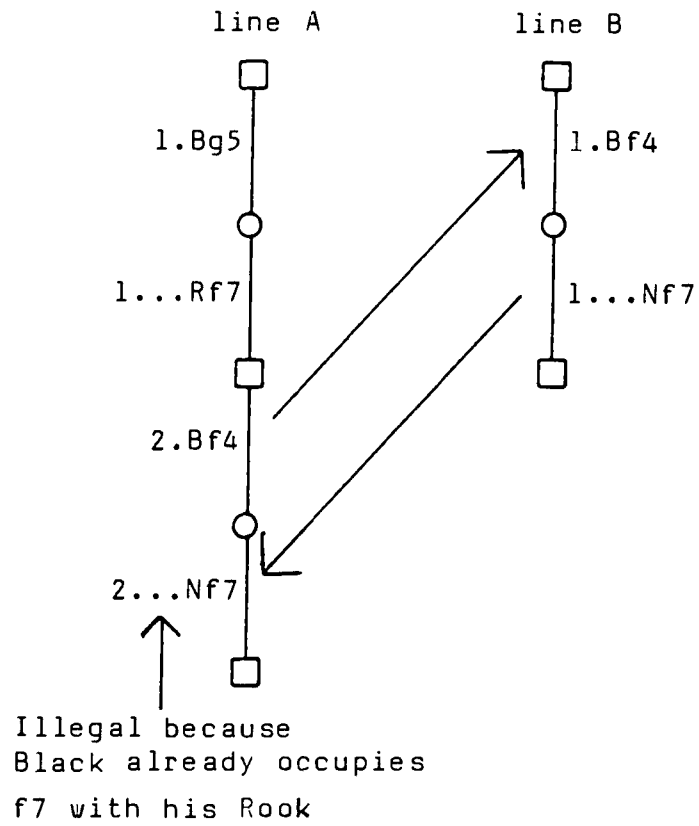 line A
line B
1.Bg5
1.Bf4
1...Rf7
1...Nf7
2.Bf4
2...Nf7
Illegal because
Black already occupies
f7 with his Rook